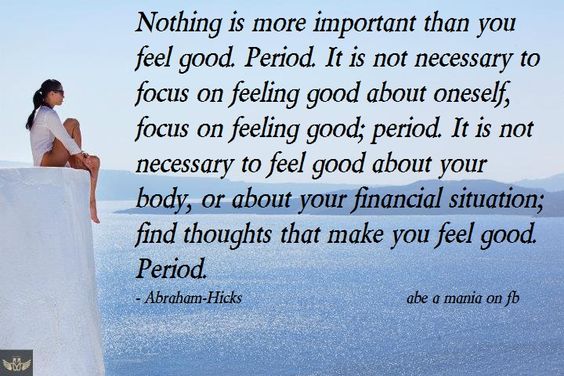 Nothing is more important than you
feel good. Period. It is not necessary to
focus on feeling good about oneself,
focus on feeling good; period. It is not
necessary to feel good about your
body, or about your financial situation;
find thoughts that make you feel good.
Period.
- Abraham-Hicks abe a mania on fb